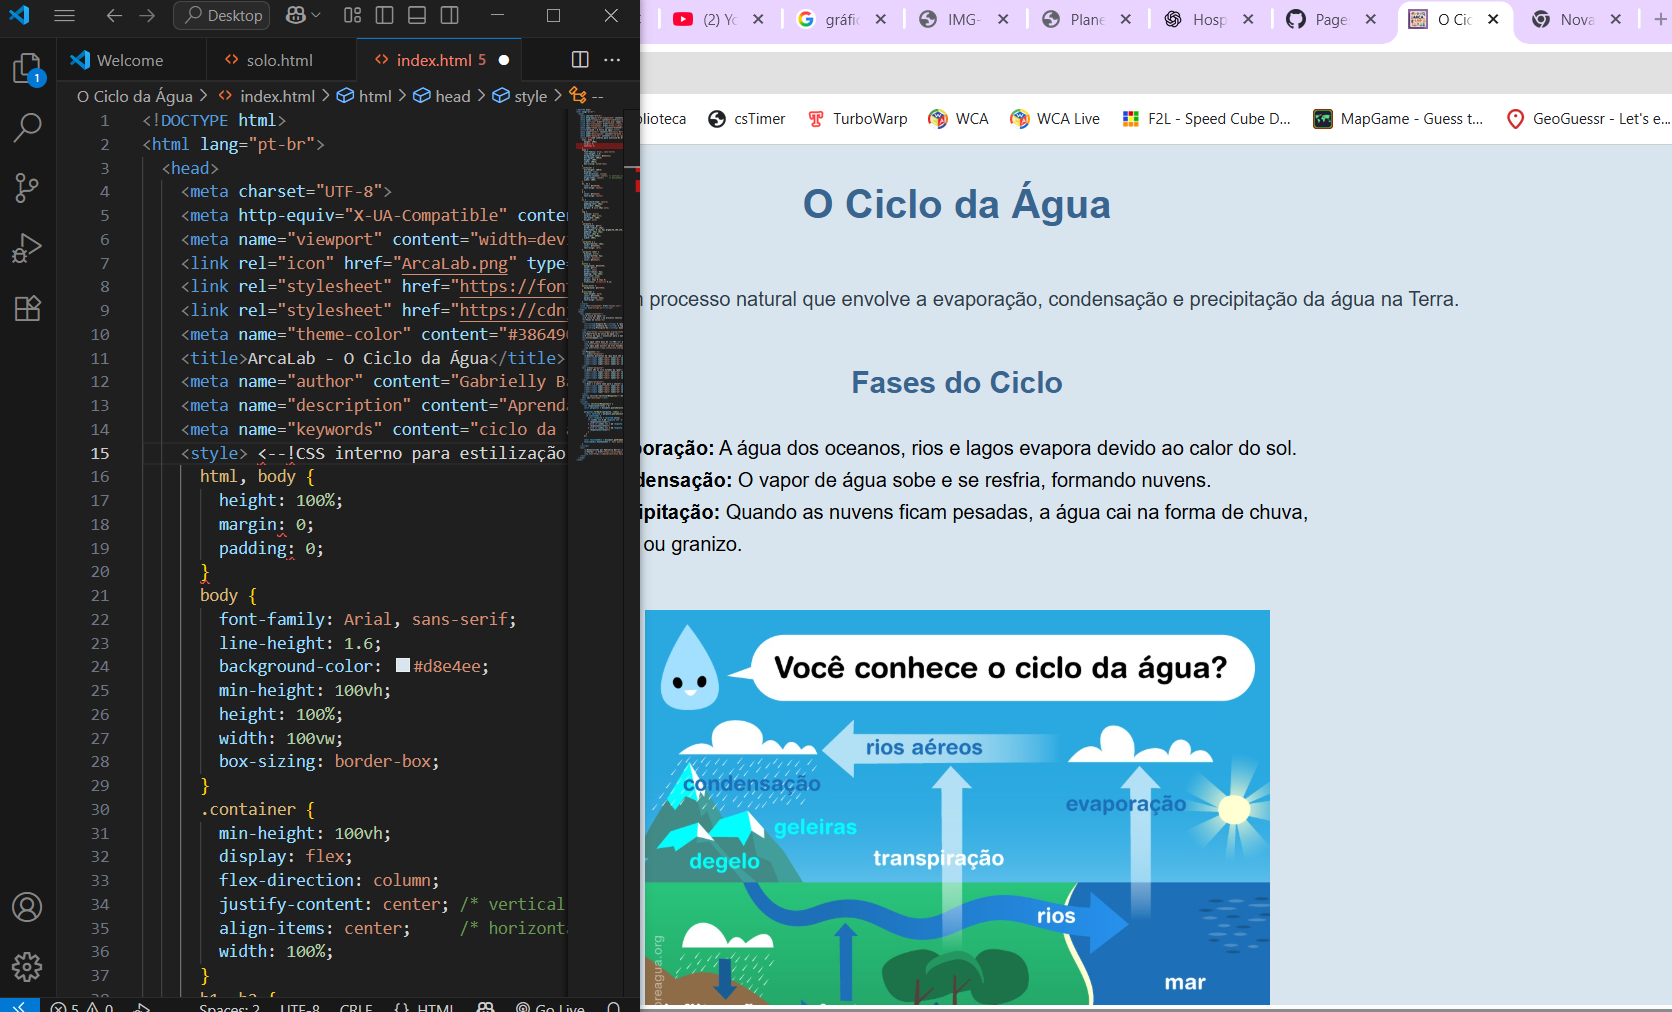 Desktop
Welcome
solo.html
index.html 5
O Ciclo da Água > index.html > html > head > style > --
1 <!DOCTYPE html>
2 <html lang="pt-br">
3 <head>
4 <meta charset="UTF-8">
5 <meta http-equiv="X-UA-Compatible" conte
6 <meta name="viewport" content="width=dev
7 <link rel="icon" href="ArcaLab.png" type=
8 <link rel="stylesheet" href="https://fon
9 <link rel="stylesheet" href="https://cdn
10 <meta name="theme-color" content="#38649
11 <title>ArcaLab - O Ciclo da Água</title>
12 <meta name="author" content="Gabrielly B
13 <meta name="description" content="Aprend
14 <meta name="keywords" content="ciclo da
15 <style> <--!CSS interno para estilização
16 html, body {
17 height: 100%;
18 margin: 0;
19 padding: 0;
20 }
21 body {
22 font-family: Arial, sans-serif;
23 line-height: 1.6;
24 background-color: #d8e4ee;
25 min-height: 100vh;
26 height: 100%;
27 width: 100vw;
28 box-sizing: border-box;
29 }
30 .container {
31 min-height: 100vh;
32 display: flex;
33 flex-direction: column;
34 justify-content: center; /* vertical
35 align-items: center; /* horizont
36 width: 100%;
37 }
h1, h2 {
5 0
Spaces: 2
UTF-8
CRLF
{} HTML
Go Live
(2) Yo
gráfic
IMG-
Plane
Hosp
Page
O Cic
Nova
lioteca
csTimer
TurboWarp
WCA
WCA Live
F2L - Speed Cube D...
MapGame - Guess t...
GeoGuessr - Let's e...
O Ciclo da Água
processo natural que envolve a evaporação, condensação e precipitação da água na Terra.
Fases do Ciclo
poração: A água dos oceanos, rios e lagos evapora devido ao calor do sol.
densação: O vapor de água sobe e se resfria, formando nuvens.
ipitação: Quando as nuvens ficam pesadas, a água cai na forma de chuva,
ou granizo.
Você conhece o ciclo da água?
rios aéreos
condensação
evaporação
geleiras
degelo
transpiração
rios
mar